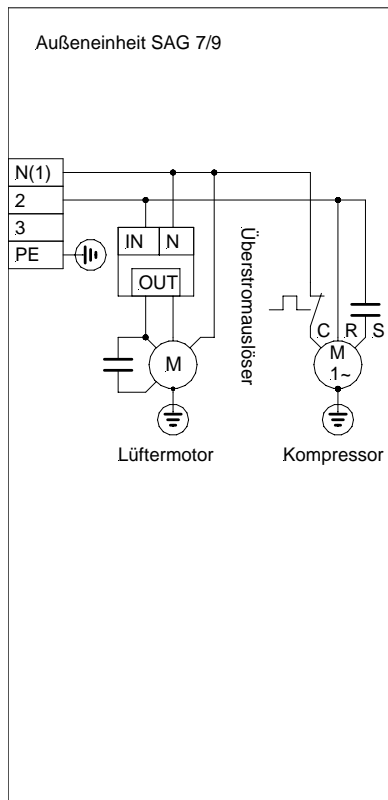 Außeneinheit SAG 7/9
N(1)
2
3
PE
IN N
OUT
Überstromauslöser
C R S
M
M
1~
Lüftermotor
Kompressor